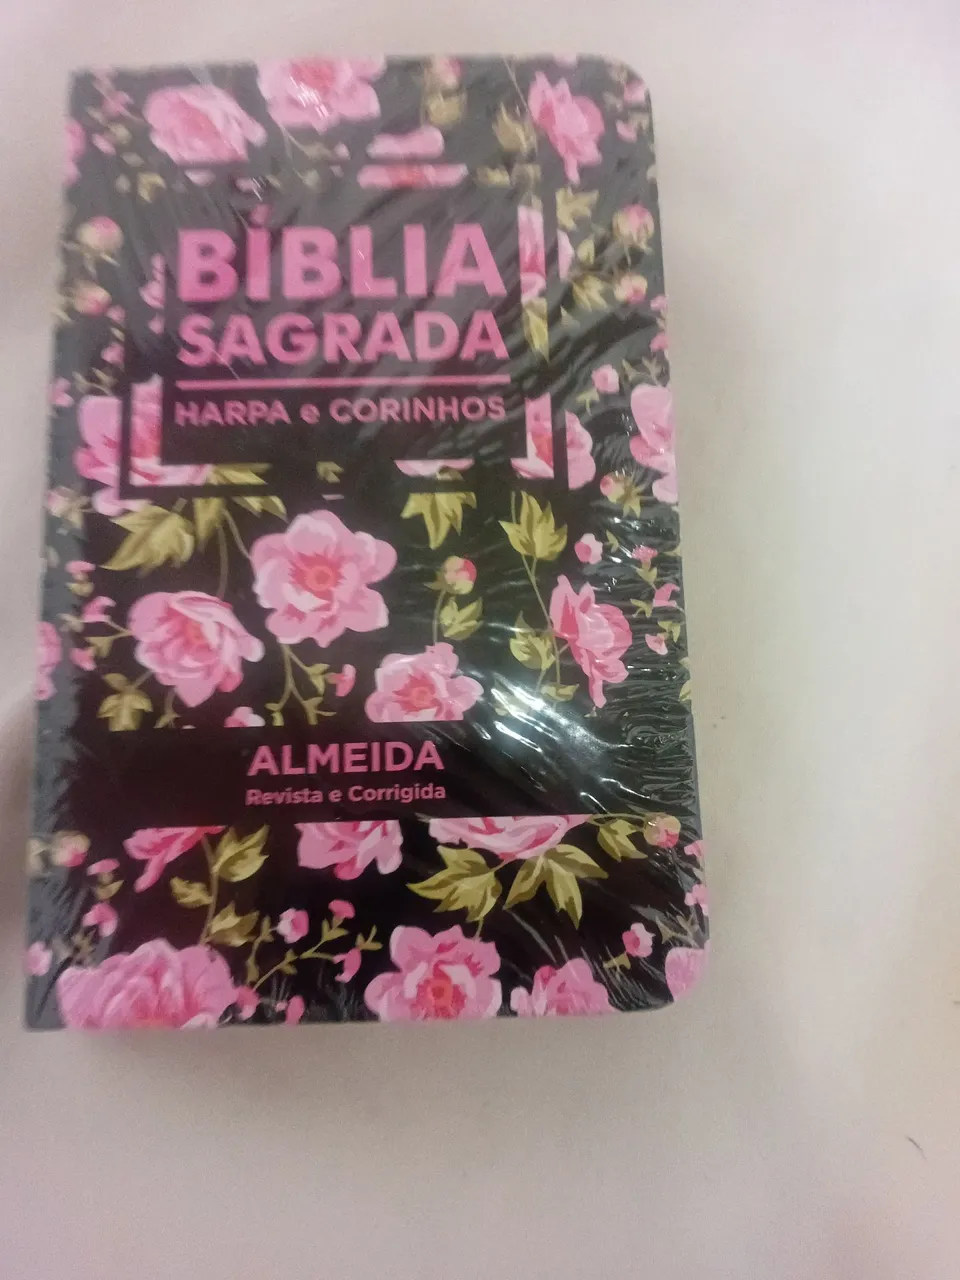 BÍBLIA
SAGRADA
HARPA e CORINHOS
ALMEIDA
Revista e Corrigida